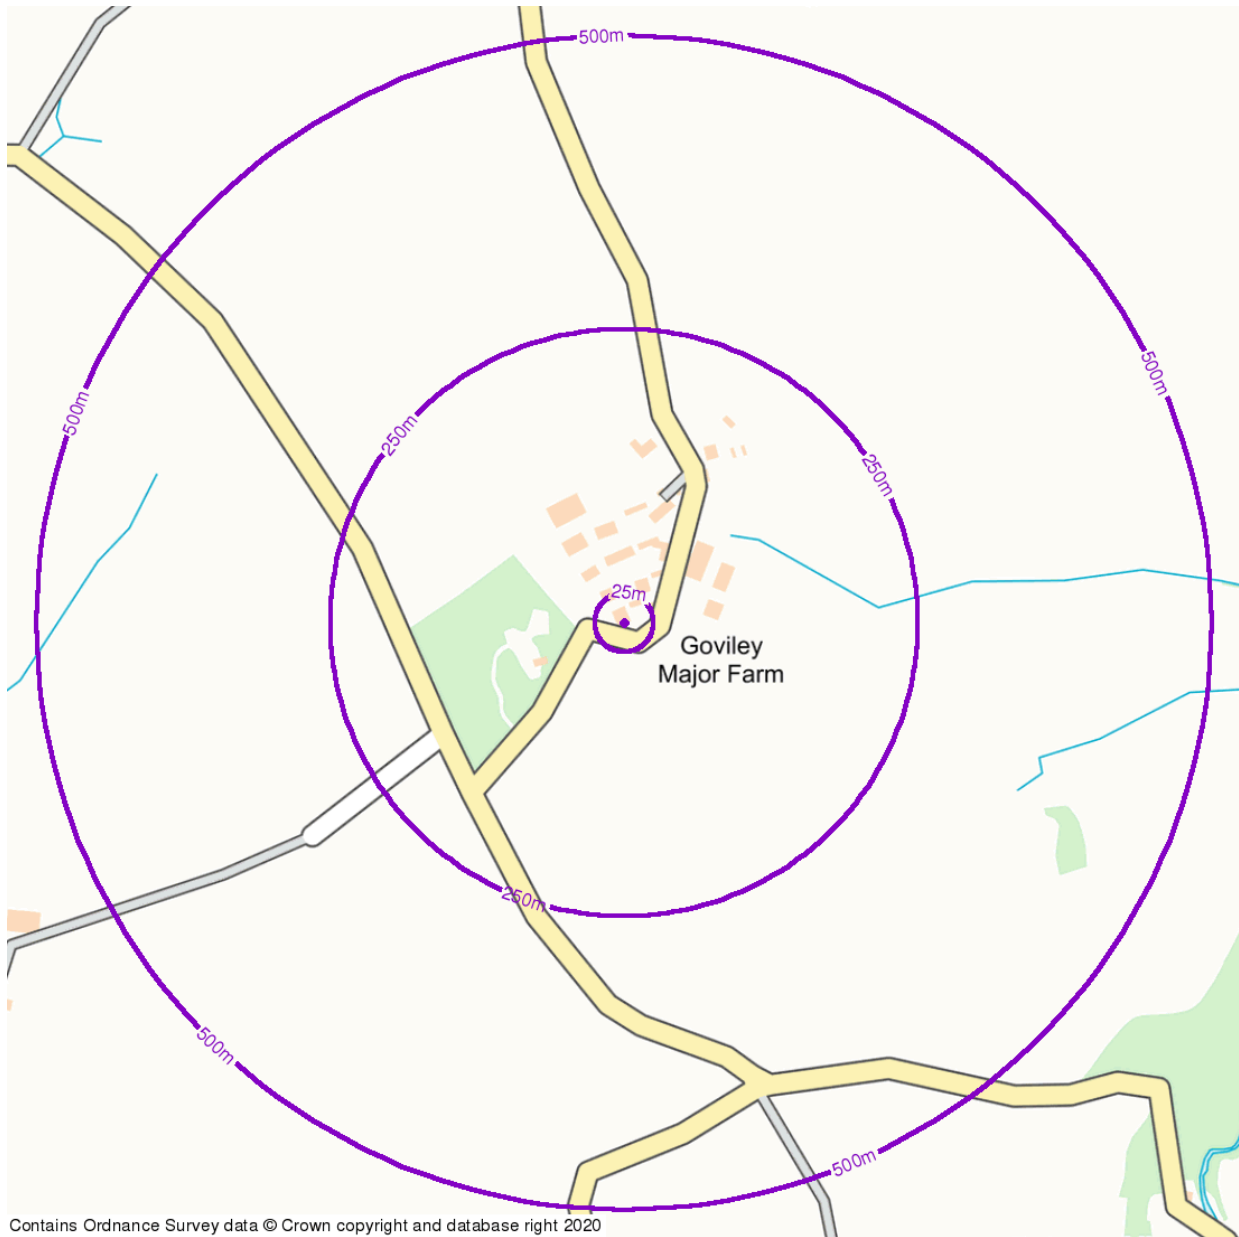 500m
500m
500m
250m
250m
25m
Goviley
Major Farm
250m
500m
500m
Contains Ordnance Survey data © Crown copyright and database right 2020